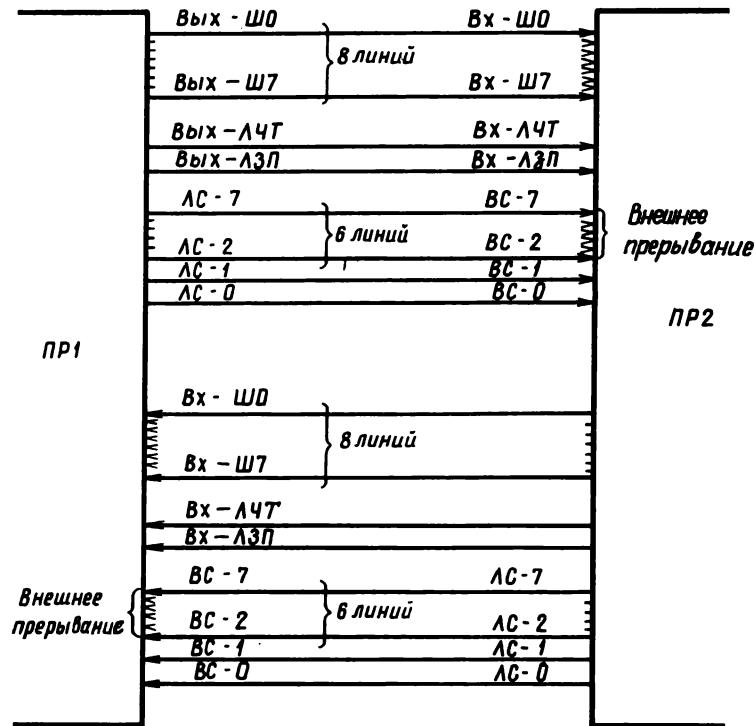 Вых-Ш0 Вх-Ш0
8 линий
Вых-Ш7 Вх-Ш7
Вых-ЛЧТ Вх-ЛЧТ
Вых-ЛЗП Вх-ЛЗП
ЛС-7 ВС-7
6 линий
Внешнее
прерывание
ЛС-2 ВС-2
ЛС-1 ВС-1
ЛС-0 ВС-0
ПР2
ПР1
Вх-Ш0
8 линий
Вх-Ш7
Вх-ЛЧТ
Вх-ЛЗП
ВС-7 ЛС-7
Внешнее
прерывание
6 линий
ВС-2 ЛС-2
ВС-1 ЛС-1
ВС-0 ЛС-0